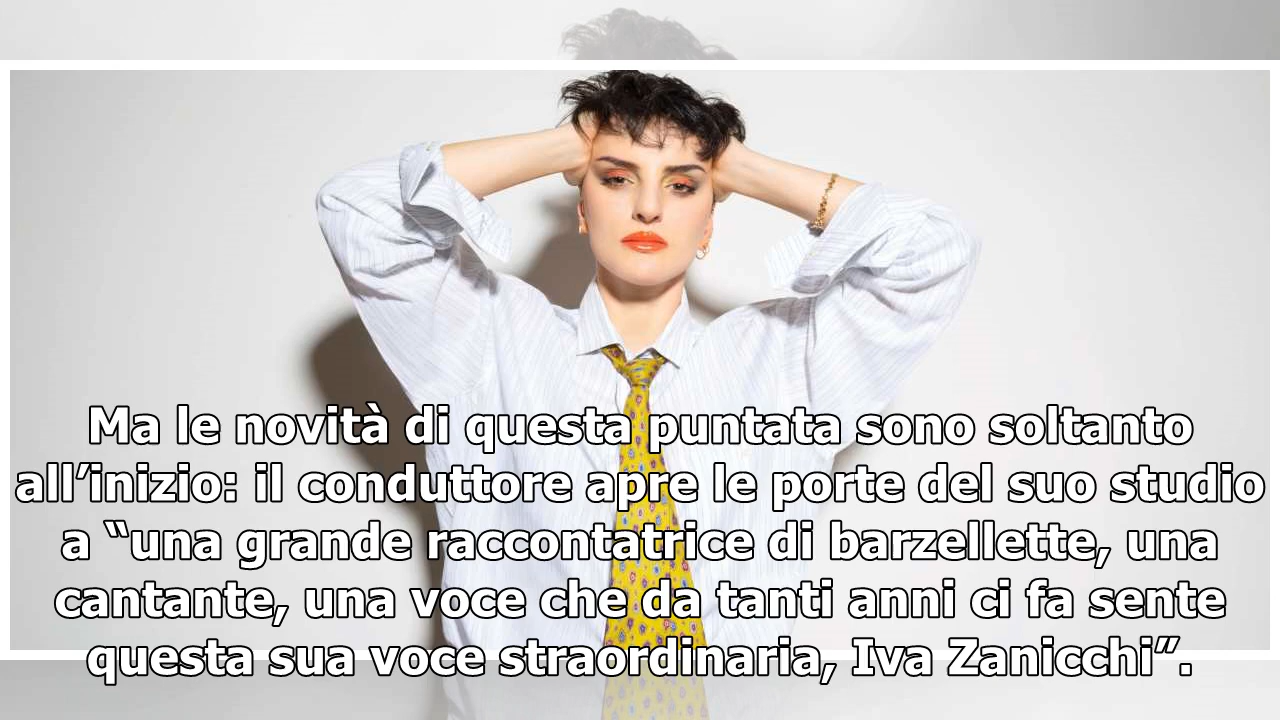 Ma le novità di questa puntata sono soltanto
all’inizio: il conduttore apre le porte del suo studio
a “una grande raccontatrice di barzellette, una
cantante, una voce che da tanti anni ci fa sente
questa sua voce straordinaria, Iva Zanicchi”.